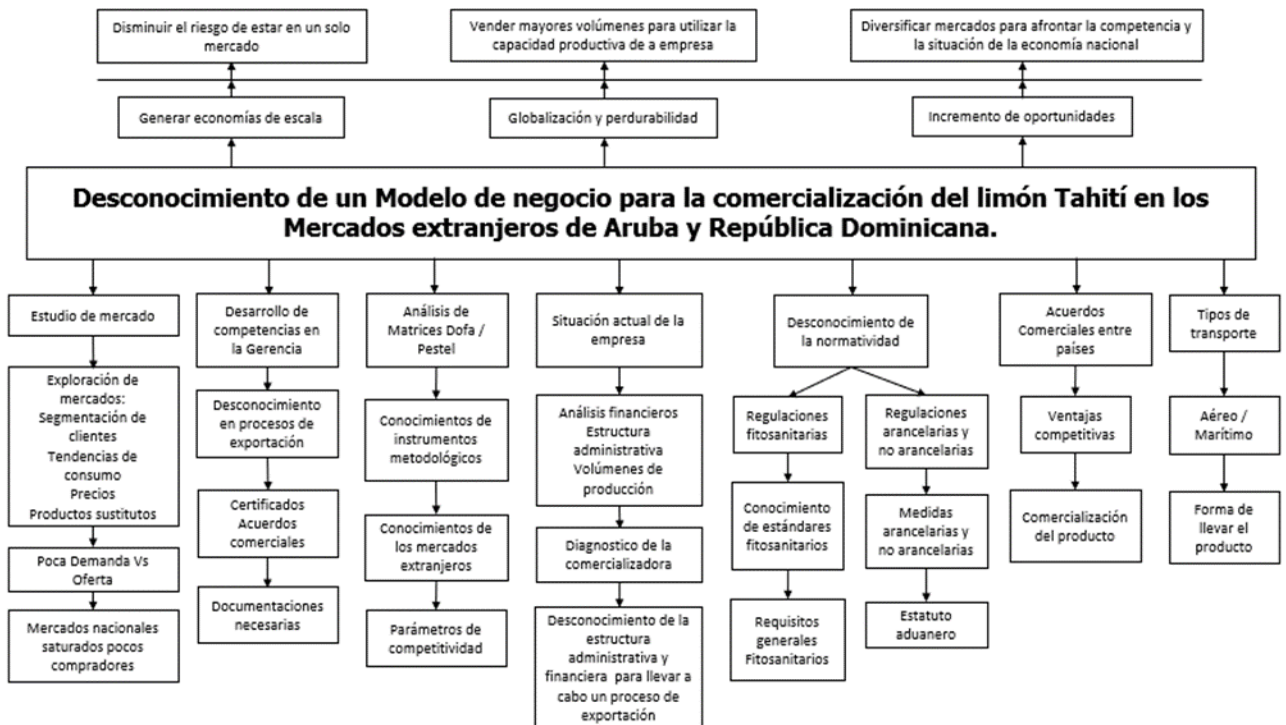 Disminuir el riesgo de estar en un solo
mercado
Vender mayores volúmenes para utilizar la
capacidad productiva de a empresa
Diversificar mercados para afrontar la competencia y
la situación de la economía nacional
Generar economías de escala
Globalización y perdurabilidad
Incremento de oportunidades
Desconocimiento de un Modelo de negocio para la comercialización del limón Tahití en los
Mercados extranjeros de Aruba y República Dominicana.
Estudio de mercado
Exploración de
mercados:
Segmentación de
clientes
Tendencias de
consumo
Precios
Productos sustitutos
Poca Demanda Vs
Oferta
Mercados nacionales
saturados pocos
compradores
Desarrollo de
competencias en
la Gerencia
Desconocimiento
en procesos de
exportación
Certificados
Acuerdos
comerciales
Documentaciones
necesarias
Análisis de
Matrices Dofa /
Pestel
Conocimientos de
instrumentos
metodológicos
Conocimientos de
los mercados
extranjeros
Parámetros de
competitividad
Situación actual de la
empresa
Análisis financieros
Estructura
administrativa
Volúmenes de
producción
Diagnostico de la
comercializadora
Desconocimiento de la
estructura
administrativa y
financiera para llevar a
cabo un proceso de
exportación
Desconocimiento de
la normatividad
Regulaciones
fitosanitarias
Conocimiento de
estándares
fitosanitarios
Requisitos
generales
Fitosanitarios
Regulaciones
arancelarias y
no arancelarias
Medidas
arancelarias y
no arancelarias
Estatuto
aduanero
Acuerdos
Comerciales entre
países
Ventajas
competitivas
Comercialización
del producto
Tipos de
transporte
Aéreo /
Marítimo
Forma de
llevar el
producto